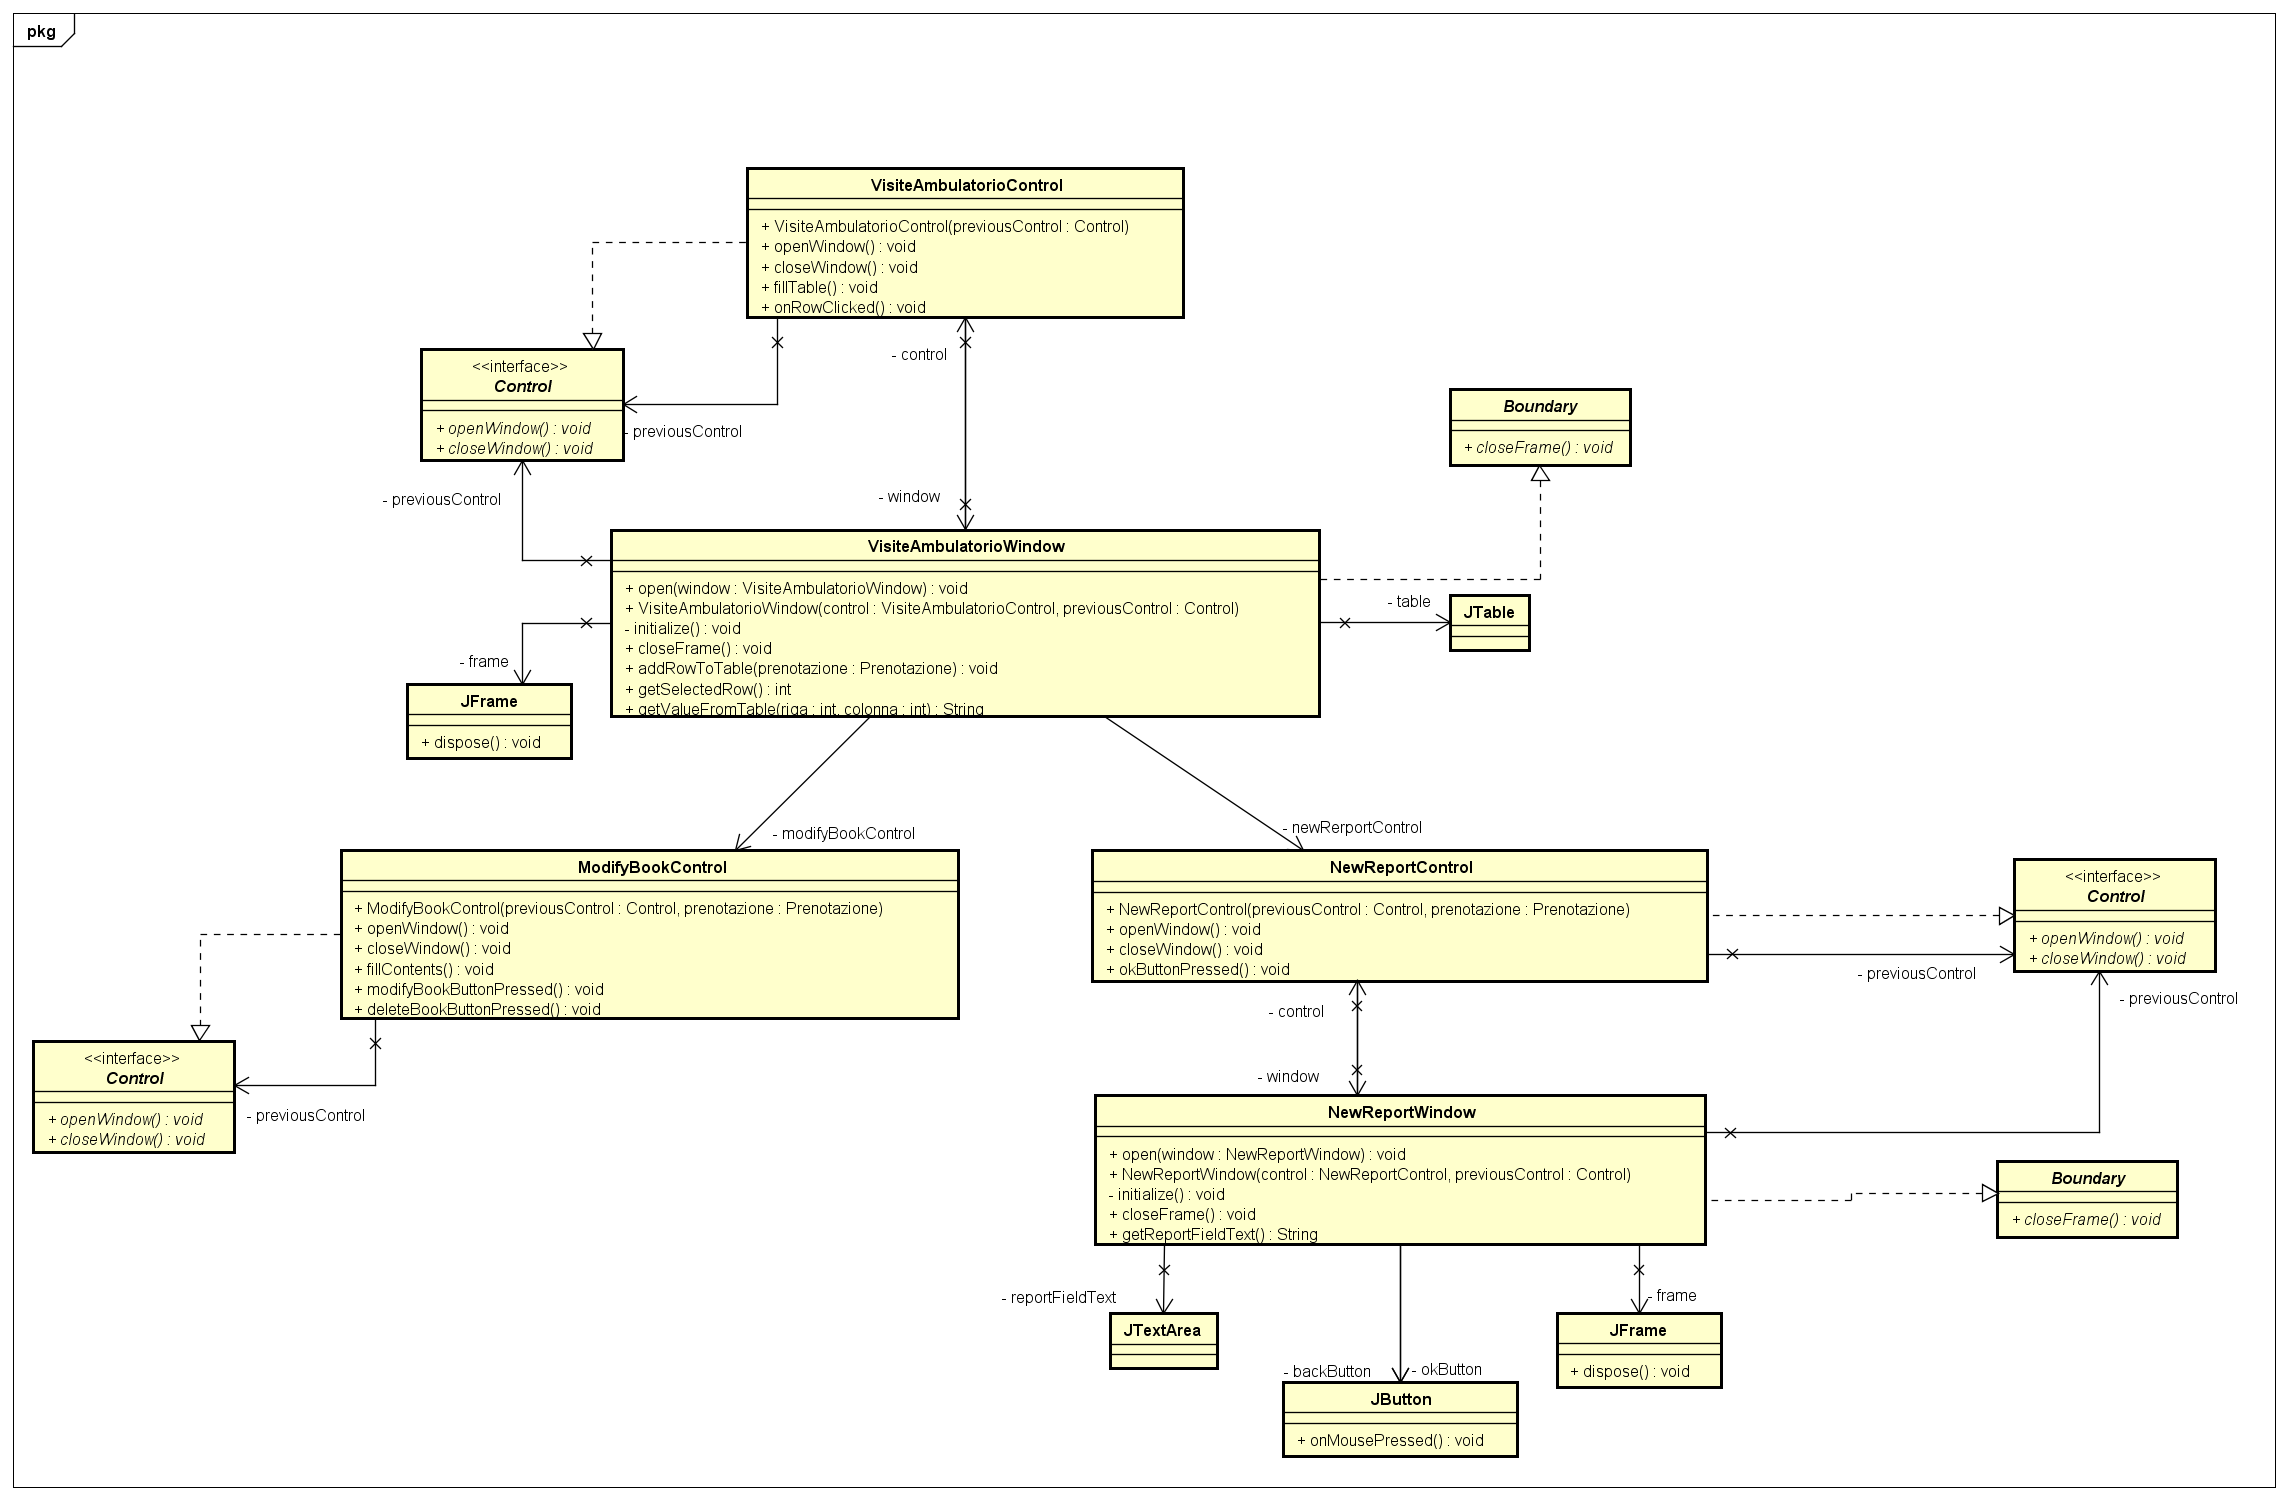 pkg
VisiteAmbulatorioControl
+ VisiteAmbulatorioControl(previousControl : Control)
+ openWindow() : void
+ closeWindow() : void
+ fillTable() : void
+ onRowClicked() : void
- control
<<interface>>
Control
+ openWindow() : void
+ closeWindow() : void
- previousControl
- previousControl
- window
Boundary
+ closeFrame() : void
VisiteAmbulatorioWindow
+ open(window : VisiteAmbulatorioWindow) : void
+ VisiteAmbulatorioWindow(control : VisiteAmbulatorioControl, previousControl : Control)
- initialize() : void
+ closeFrame() : void
+ addRowToTable(prenotazione : Prenotazione) : void
+ getSelectedRow() : int
+ getValueFromTable(riga : int, colonna : int) : String
- table
JTable
- frame
JFrame
+ dispose() : void
- modifyBookControl
- newRerportControl
ModifyBookControl
+ ModifyBookControl(previousControl : Control, prenotazione : Prenotazione)
+ openWindow() : void
+ closeWindow() : void
+ fillContents() : void
+ modifyBookButtonPressed() : void
+ deleteBookButtonPressed() : void
<<interface>>
Control
+ openWindow() : void
+ closeWindow() : void
- previousControl
NewReportControl
+ NewReportControl(previousControl : Control, prenotazione : Prenotazione)
+ openWindow() : void
+ closeWindow() : void
+ okButtonPressed() : void
<<interface>>
Control
+ openWindow() : void
+ closeWindow() : void
- previousControl
- previousControl
- control
- window
NewReportWindow
+ open(window : NewReportWindow) : void
+ NewReportWindow(control : NewReportControl, previousControl : Control)
- initialize() : void
+ closeFrame() : void
+ getReportFieldText() : String
Boundary
+ closeFrame() : void
- reportFieldText
JTextArea
- backButton
- okButton
JButton
+ onMousePressed() : void
- frame
JFrame
+ dispose() : void